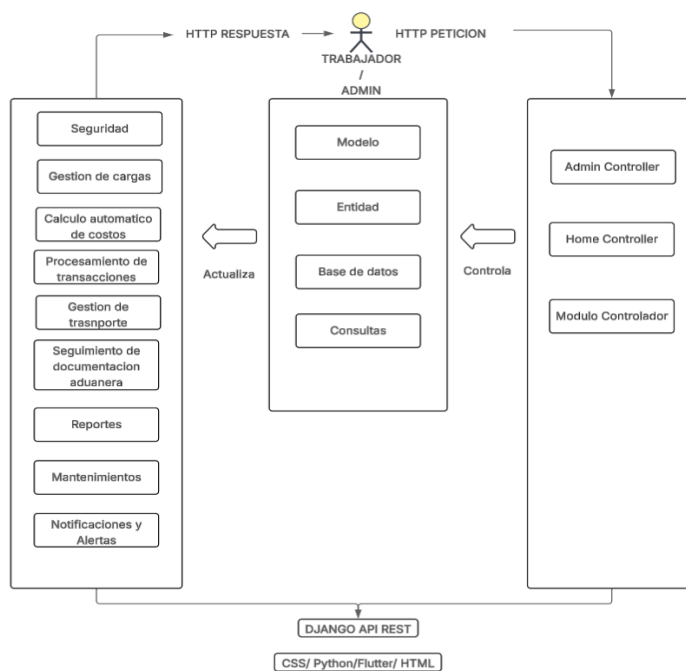 HTTP RESPUESTA
HTTP PETICION
TRABAJADOR
/
ADMIN
Seguridad
Gestion de cargas
Calculo automatico
de costos
Procesamiento de
transacciones
Gestion de
trasnporte
Seguimiento de
documentacion
aduanera
Reportes
Mantenimientos
Notificaciones y
Alertas
Actualiza
Modelo
Entidad
Base de datos
Consultas
Controla
Admin Controller
Home Controller
Modulo Controlador
DJANGO API REST
CSS/ Python/Flutter/ HTML